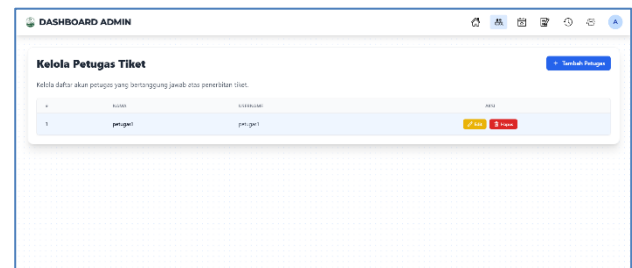 DASHBOARD ADMIN
A
Kelola Petugas Tiket
+ Tambah Petugas
Kelola daftar akun petugas yang bertanggung jawab atas penerbitan tiket.
# NAMA USERNAME AKSI
1 petugas1 petugas1 Edit Hapus